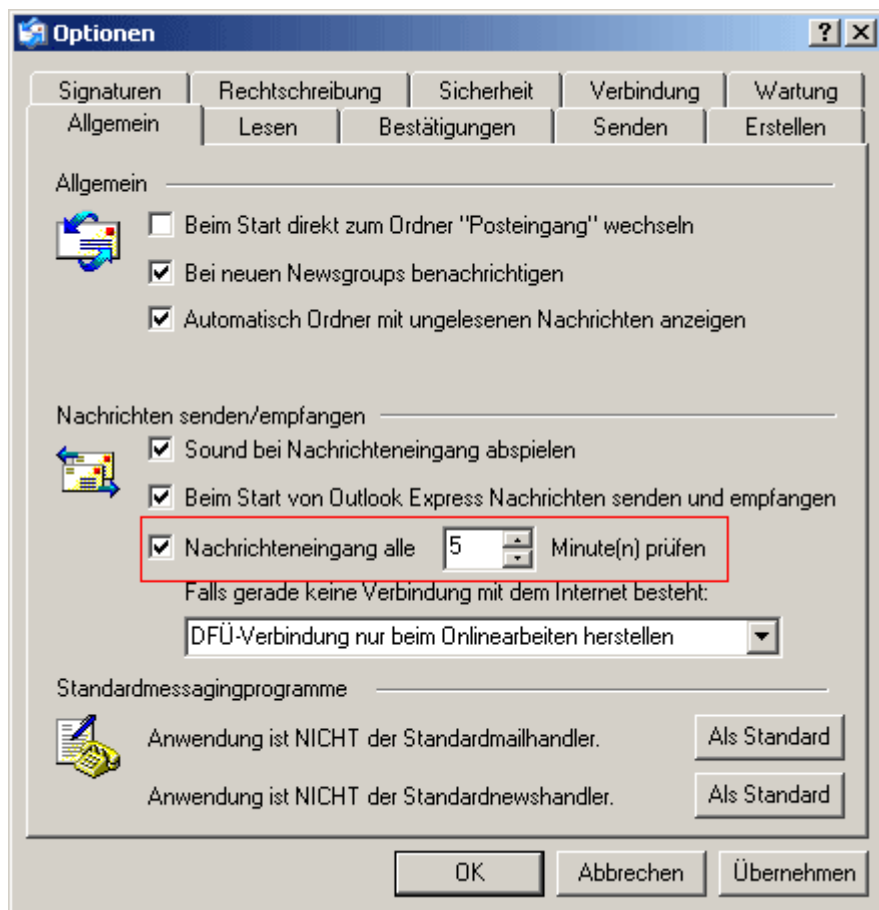 Optionen
Signaturen Rechtschreibung Sicherheit Verbindung Wartung
Allgemein Lesen Bestätigungen Senden Erstellen
Allgemein
Beim Start direkt zum Ordner "Posteingang" wechseln
Bei neuen Newsgroups benachrichtigen
Automatisch Ordner mit ungelesenen Nachrichten anzeigen
Nachrichten senden/empfangen
Sound bei Nachrichteneingang abspielen
Beim Start von Outlook Express Nachrichten senden und empfangen
Nachrichteneingang alle 5 Minute(n) prüfen
Falls gerade keine Verbindung mit dem Internet besteht:
DFÜ-Verbindung nur beim Onlinearbeiten herstellen
Standardmessagingprogramme
Anwendung ist NICHT der Standardmailhandler. Als Standard
Anwendung ist NICHT der Standardnewshandler. Als Standard
OK Abbrechen Übernehmen